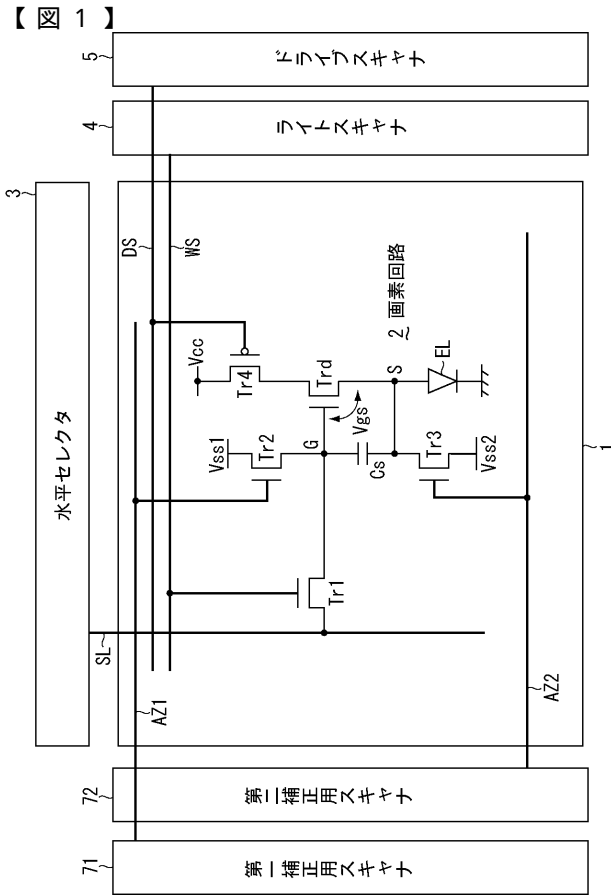 【図1】
5
ドライブスキャナ
4
ライトスキャナ
3
水平セレクタ
DS
WS
2 画素回路
Vcc
Tr4
Trd
S
EL
Vgs
G
Vss1
Tr2
Cs
Tr3
Vss2
Tr1
1
SL
AZ1
AZ2
72
第二補正用スキャナ
71
第一補正用スキャナ